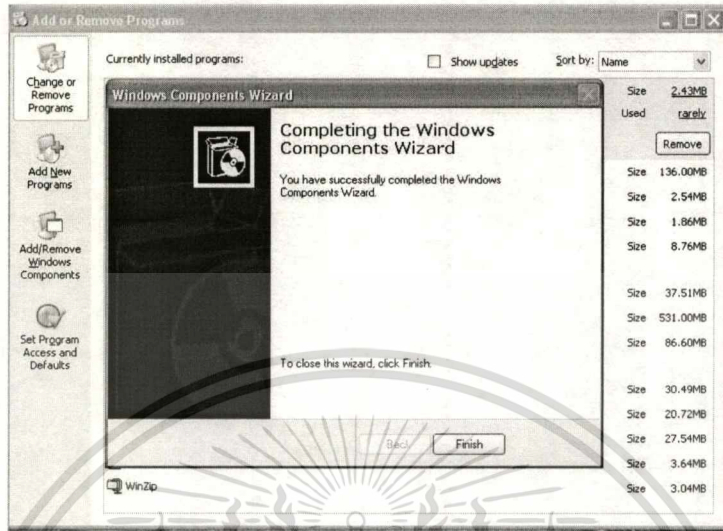 Add or Remove Programs
Change or
Remove
Programs
Add New
Programs
Add/Remove
Windows
Components
Set Program
Access and
Defaults
Currently installed programs:
Show updates
Sort by: Name
Windows Components Wizard
Completing the Windows
Components Wizard
You have successfully completed the Windows
Components Wizard.
To close this wizard, click Finish.
Back
Finish
Size 2.43MB
Used rarely
Remove
Size 136.00MB
Size 2.54MB
Size 1.86MB
Size 8.76MB
Size 37.51MB
Size 531.00MB
Size 86.60MB
Size 30.49MB
Size 20.72MB
Size 27.54MB
Size 3.64MB
WinZip
Size 3.04MB